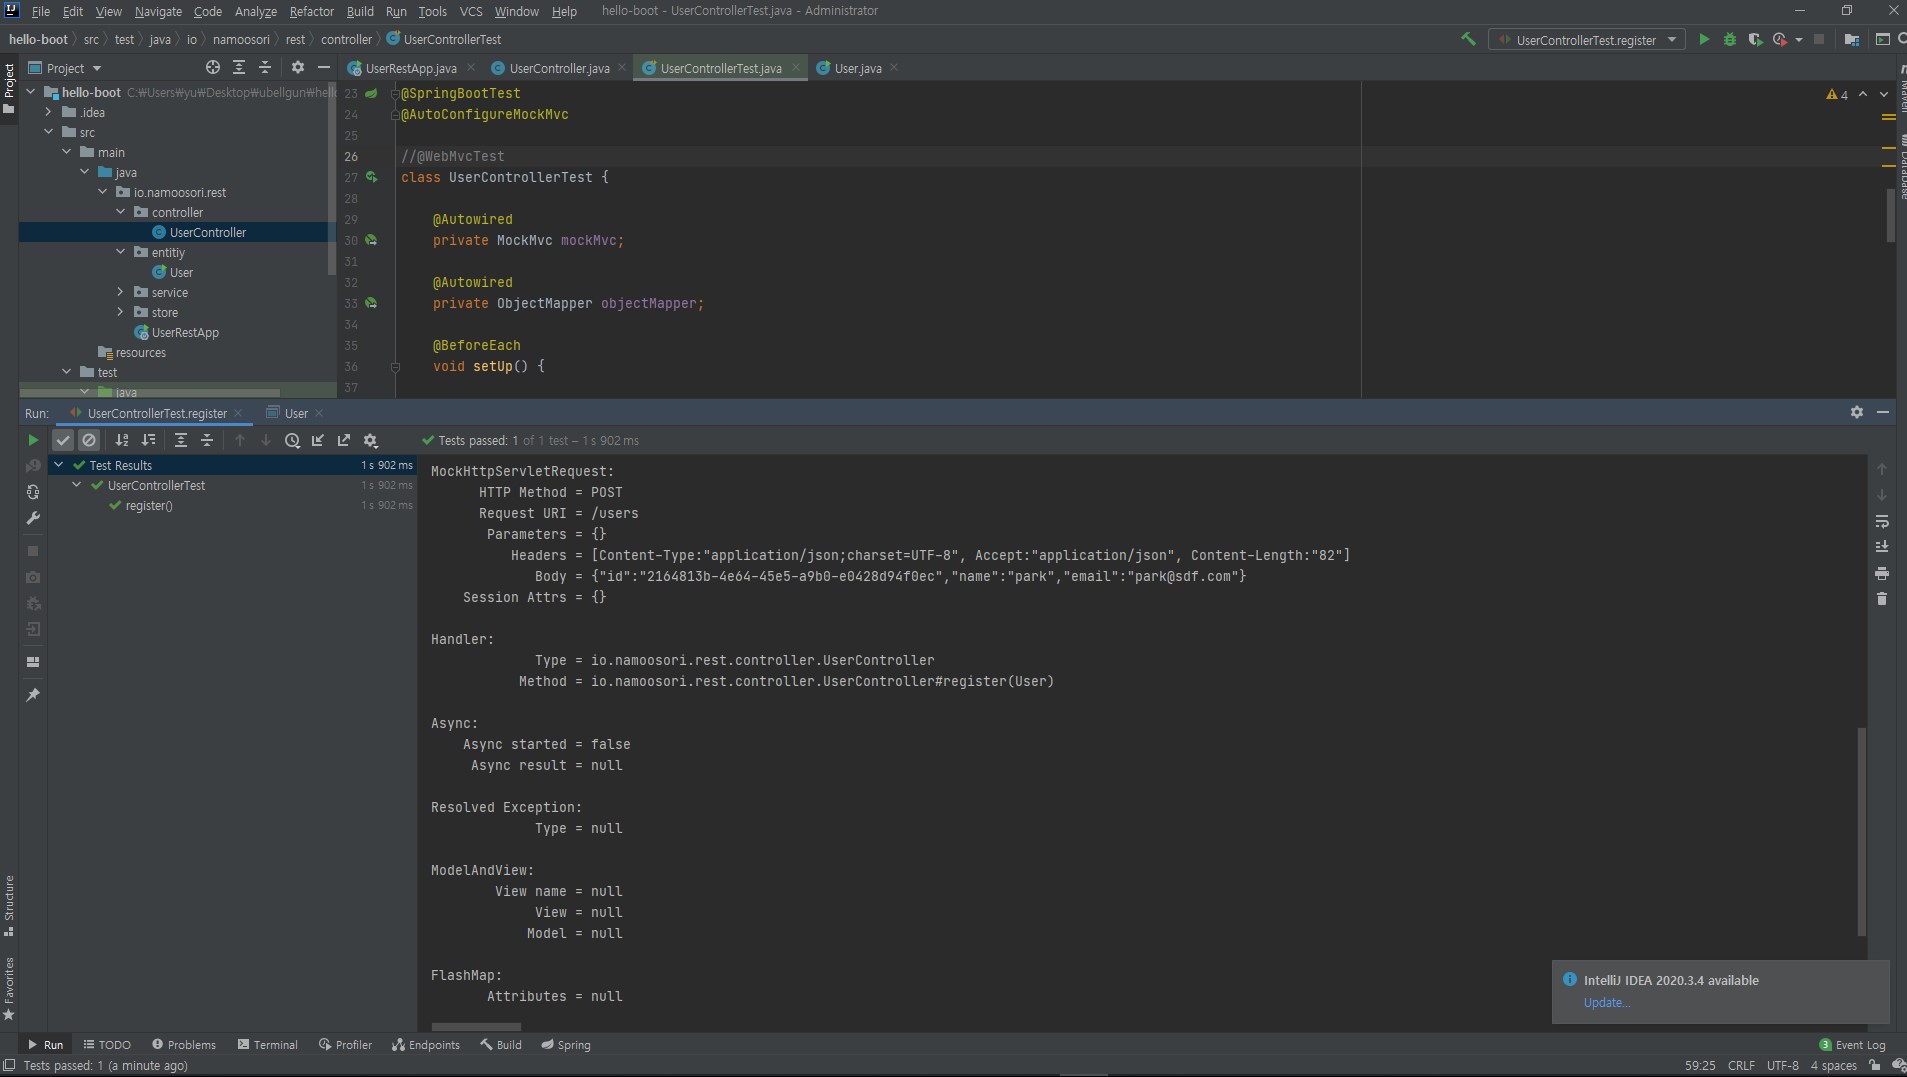 File Edit View Navigate Code Analyze Refactor Build Run Tools VCS Window Help hello-boot - UserControllerTest.java - Administrator
hello-boot src test java io namoosori rest controller UserControllerTest
UserControllerTest.register
Project
UserRestApp.java UserController.java UserControllerTest.java User.java
Project
hello-boot C:₩Users₩yu₩Desktop₩ubellgun₩hell
.idea
src
main
java
io.namoosori.rest
controller
UserController
entitiy
User
service
store
UserRestApp
resources
test
java
23 @SpringBootTest
24 @AutoConfigureMockMvc
25
26 //@WebMvcTest
27 class UserControllerTest {
28
29 @Autowired
30 private MockMvc mockMvc;
31
32 @Autowired
33 private ObjectMapper objectMapper;
34
35 @BeforeEach
36 void setUp() {
37
4
Maven
Database
Run: UserControllerTest.register User
Tests passed: 1 of 1 test – 1 s 902 ms
Test Results 1 s 902 ms
UserControllerTest 1 s 902 ms
register() 1 s 902 ms
MockHttpServletRequest:
HTTP Method = POST
Request URI = /users
Parameters = {}
Headers = [Content-Type:"application/json;charset=UTF-8", Accept:"application/json", Content-Length:"82"]
Body = {"id":"2164813b-4e64-45e5-a9b0-e0428d94f0ec","name":"park","email":"park@sdf.com"}
Session Attrs = {}
Handler:
Type = io.namoosori.rest.controller.UserController
Method = io.namoosori.rest.controller.UserController#register(User)
Async:
Async started = false
Async result = null
Resolved Exception:
Type = null
ModelAndView:
View name = null
View = null
Model = null
FlashMap:
Attributes = null
Structure
Favorites
IntelliJ IDEA 2020.3.4 available
Update...
Run TODO Problems Terminal Profiler Endpoints Build Spring 3 Event Log
Tests passed: 1 (a minute ago) 59:25 CRLF UTF-8 4 spaces